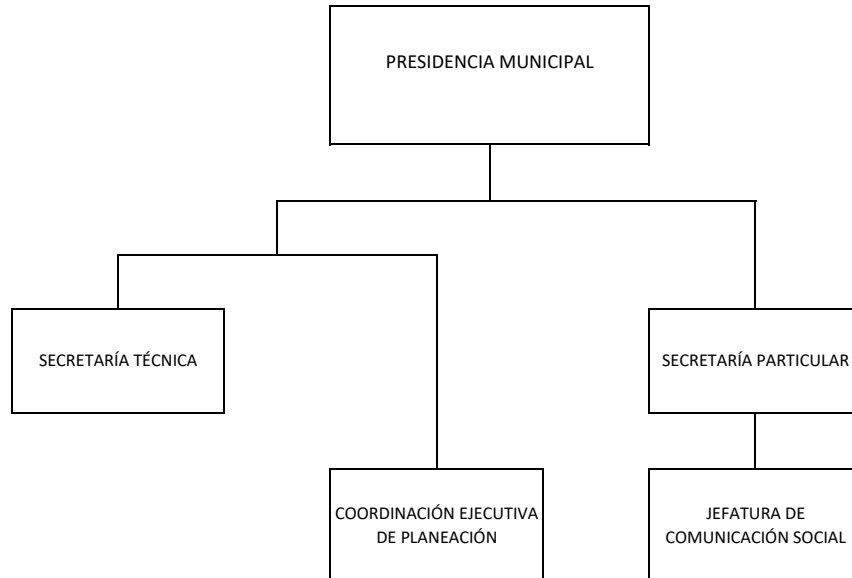 PRESIDENCIA MUNICIPAL
SECRETARÍA TÉCNICA
SECRETARÍA PARTICULAR
COORDINACIÓN EJECUTIVA
DE PLANEACIÓN
JEFATURA DE
COMUNICACIÓN SOCIAL